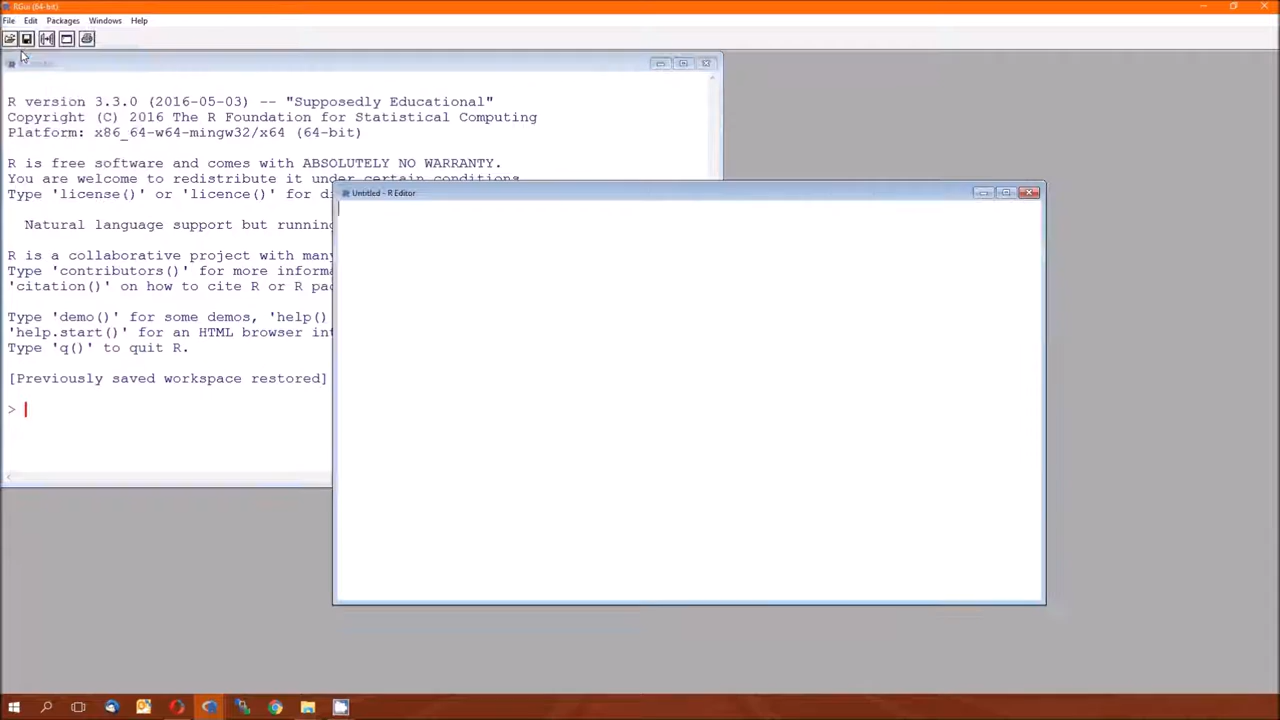 RGui (64-bit)
File Edit Packages Windows Help
R version 3.3.0 (2016-05-03) -- "Supposedly Educational"
Copyright (C) 2016 The R Foundation for Statistical Computing
Platform: x86_64-w64-mingw32/x64 (64-bit)
R is free software and comes with ABSOLUTELY NO WARRANTY.
You are welcome to redistribute it under certain conditions.
Type 'license()' or 'licence()' for di
Natural language support but running
R is a collaborative project with many
Type 'contributors()' for more informa
'citation()' on how to cite R or R pac
Type 'demo()' for some demos, 'help()
'help.start()' for an HTML browser int
Type 'q()' to quit R.
[Previously saved workspace restored]
>
Untitled - R Editor